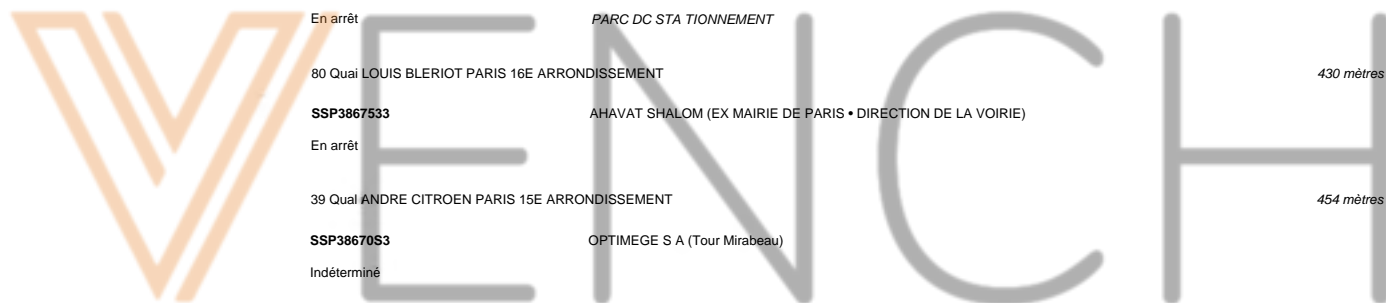 En arrêt PARC DC STA TIONNEMENT
80 Quai LOUIS BLERIOT PARIS 16E ARRONDISSEMENT 430 mètres
SSP3867533 AHAVAT SHALOM (EX MAIRIE DE PARIS • DIRECTION DE LA VOIRIE)
En arrêt
39 Qual ANDRE CITROEN PARIS 15E ARRONDISSEMENT 454 mètres
SSP38670S3 OPTIMEGE S A (Tour Mirabeau)
Indéterminé
VENCH